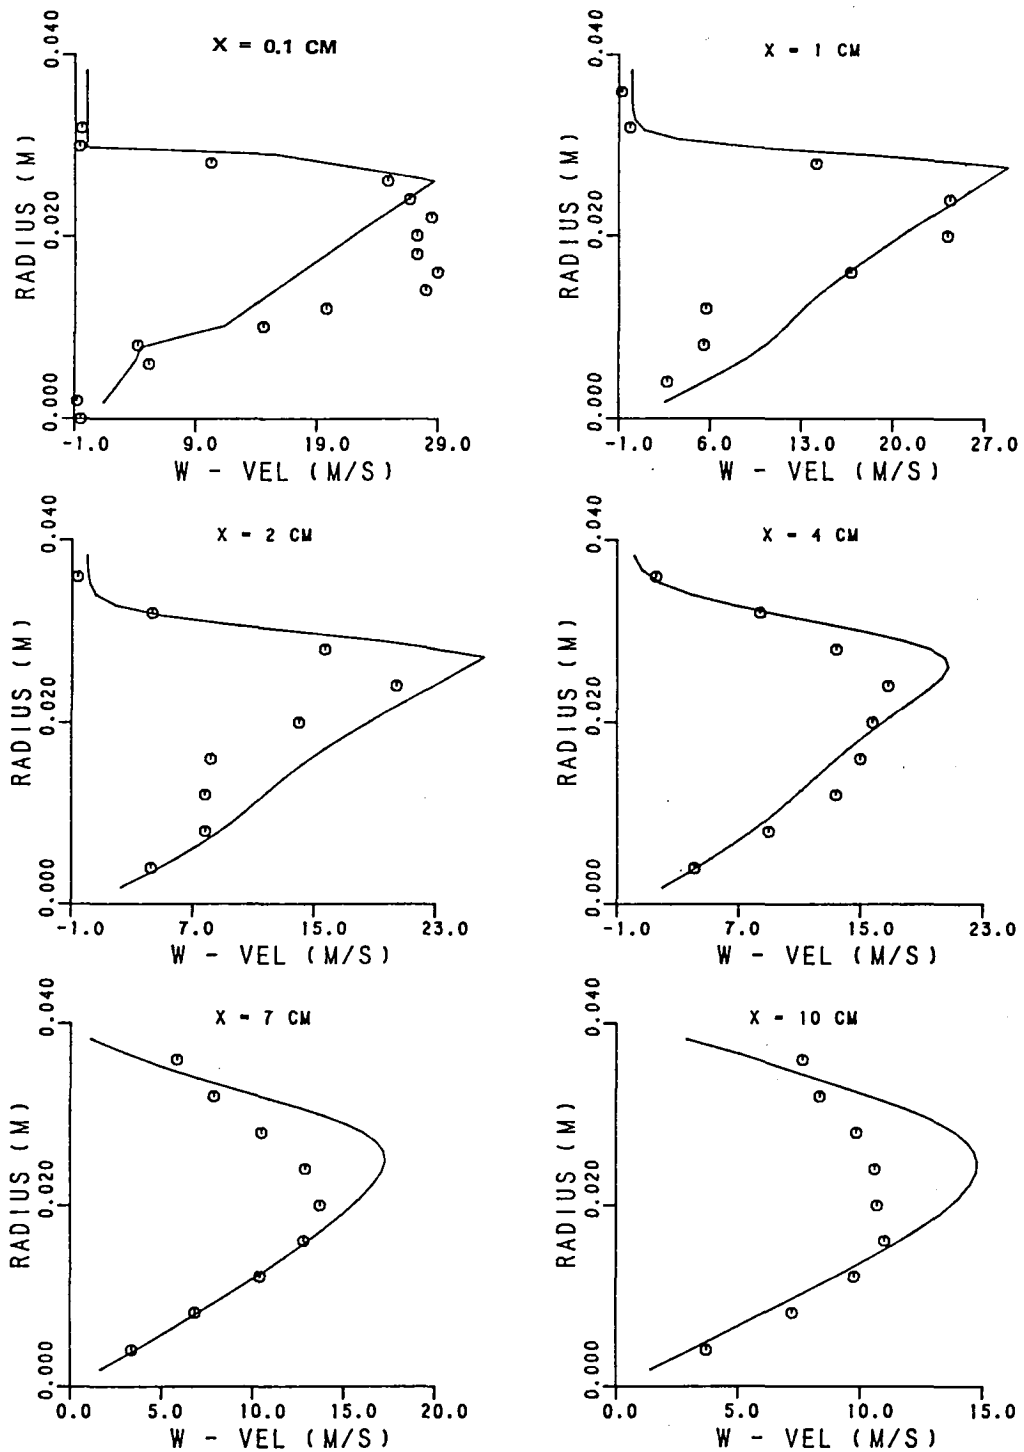 X = 0.1 CM
0.040
0.020
0.000
RADIUS (M)
-1.0 9.0 19.0 29.0
W - VEL (M/S)
X = 1 CM
0.040
0.020
0.000
RADIUS (M)
-1.0 6.0 13.0 20.0 27.0
W - VEL (M/S)
X = 2 CM
0.040
0.020
0.000
RADIUS (M)
-1.0 7.0 15.0 23.0
W - VEL (M/S)
X = 4 CM
0.040
0.020
0.000
RADIUS (M)
-1.0 7.0 15.0 23.0
W - VEL (M/S)
X = 7 CM
0.040
0.020
0.000
RADIUS (M)
0.0 5.0 10.0 15.0 20.0
W - VEL (M/S)
X = 10 CM
0.040
0.020
0.000
RADIUS (M)
0.0 5.0 10.0 15.0
W - VEL (M/S)